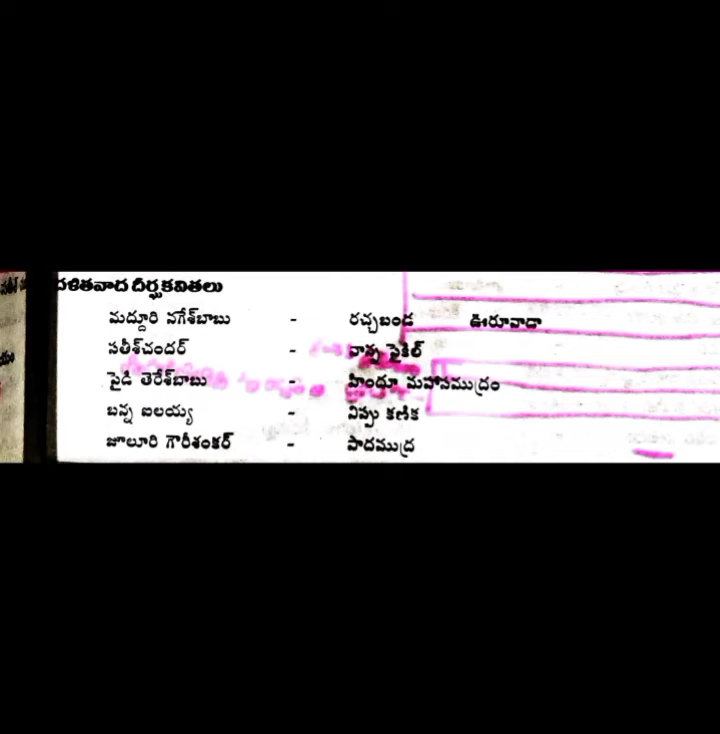 దళితవాద దీర్ఘకవితలు
మద్దూరి నగేశ్‌బాబు - రచ్చబండ ఊరూవాడా
సతీశ్‌చందర్ - వాన్న సైకిల్
పైడి తెరేశ్‌బాబు - హిందూ మహాసముద్రం
బన్న ఐలయ్య - నిప్పు కణిక
జూలూరి గౌరీశంకర్ - పాదముద్ర